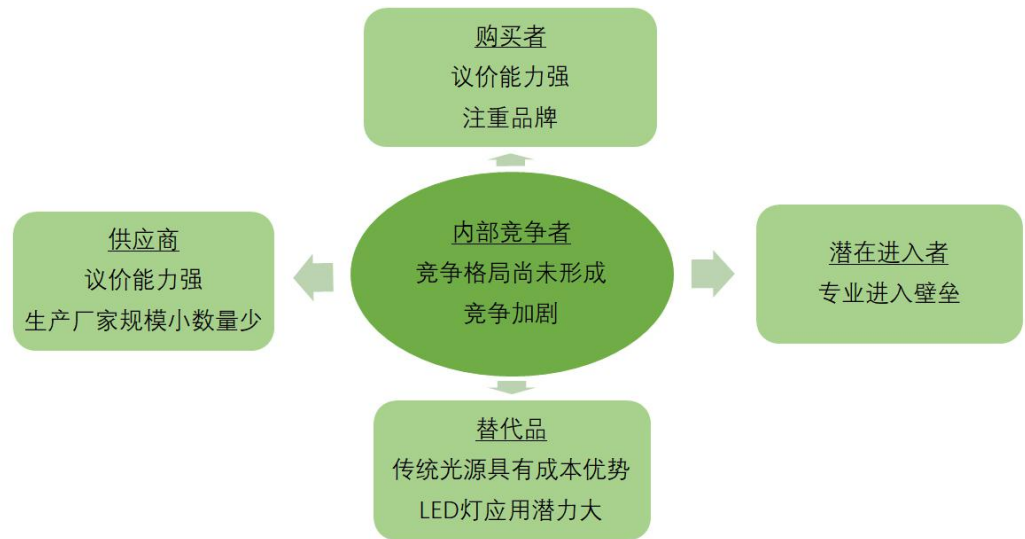 购买者
议价能力强
注重品牌
供应商
议价能力强
生产厂家规模小数量少
内部竞争者
竞争格局尚未形成
竞争加剧
潜在进入者
专业进入壁垒
替代品
传统光源具有成本优势
LED灯应用潜力大